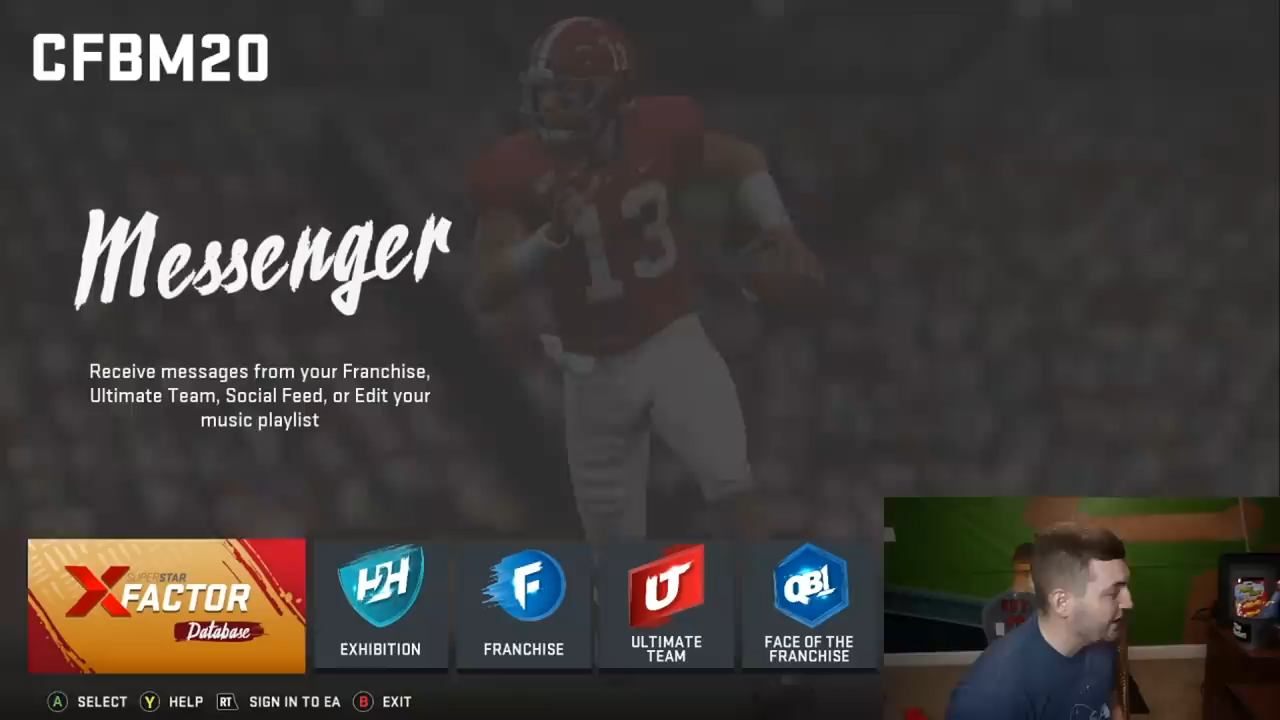 CFBM20
Messenger
Receive messages from your Franchise,
Ultimate Team, Social Feed, or Edit your
music playlist
SUPERSTAR
X FACTOR
Database
EXHIBITION
FRANCHISE
ULTIMATE
TEAM
FACE OF THE
FRANCHISE
H2H
F
UT
QB1
A SELECT Y HELP RT SIGN IN TO EA B EXIT
13
13